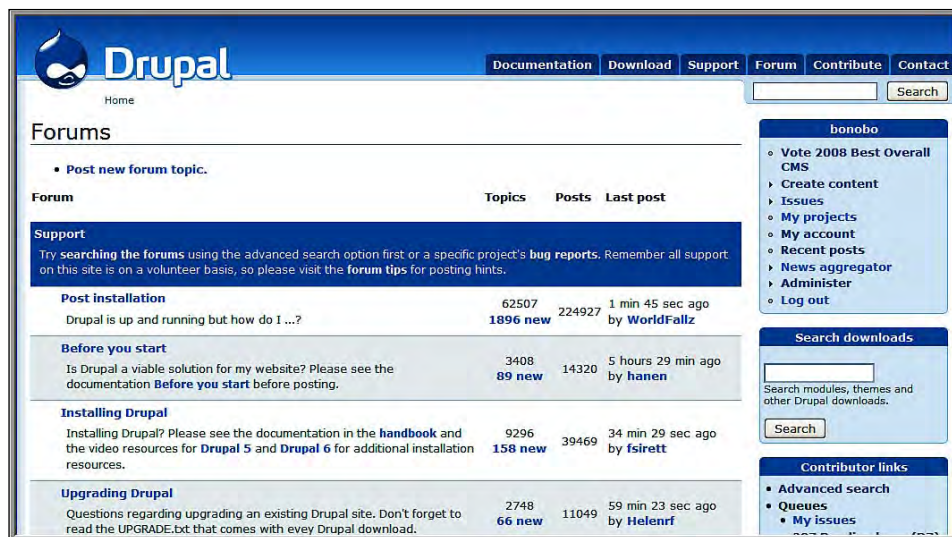 Drupal
Documentation Download Support Forum Contribute Contact
Home
Search
Forums
Post new forum topic.
Forum Topics Posts Last post
Support
Try searching the forums using the advanced search option first or a specific project's bug reports. Remember all support
on this site is on a volunteer basis, so please visit the forum tips for posting hints.
Post installation
Drupal is up and running but how do I ...?
62507
1896 new
224927
1 min 45 sec ago
by WorldFallz
Before you start
Is Drupal a viable solution for my website? Please see the
documentation Before you start before posting.
3408
89 new
14320
5 hours 29 min ago
by hanen
Installing Drupal
Installing Drupal? Please see the documentation in the handbook and
the video resources for Drupal 5 and Drupal 6 for additional installation
resources.
9296
158 new
39469
34 min 29 sec ago
by fsirett
Upgrading Drupal
Questions regarding upgrading an existing Drupal site. Don't forget to
read the UPGRADE.txt that comes with evey Drupal download.
2748
66 new
11049
59 min 23 sec ago
by Helenrf
bonobo
Vote 2008 Best Overall
CMS
Create content
Issues
My projects
My account
Recent posts
News aggregator
Administer
Log out
Search downloads
Search modules, themes and
other Drupal downloads.
Search
Contributor links
Advanced search
Queues
My issues